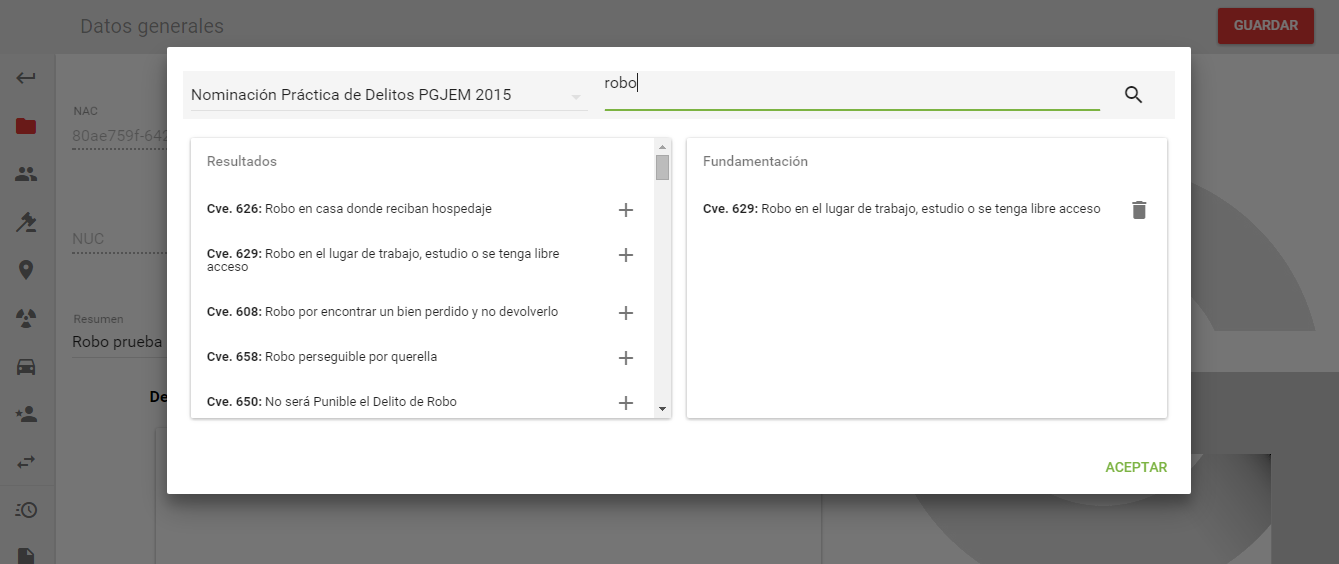 Datos generales
GUARDAR
Nominación Práctica de Delitos PGJEM 2015
robo
NAC
80ae759f-642
NUC
Resumen
Robo prueba
De
Resultados
Cve. 626: Robo en casa donde reciban hospedaje
Cve. 629: Robo en el lugar de trabajo, estudio o se tenga libre
acceso
Cve. 608: Robo por encontrar un bien perdido y no devolverlo
Cve. 658: Robo perseguible por querella
Cve. 650: No será Punible el Delito de Robo
Fundamentación
Cve. 629: Robo en el lugar de trabajo, estudio o se tenga libre acceso
ACEPTAR